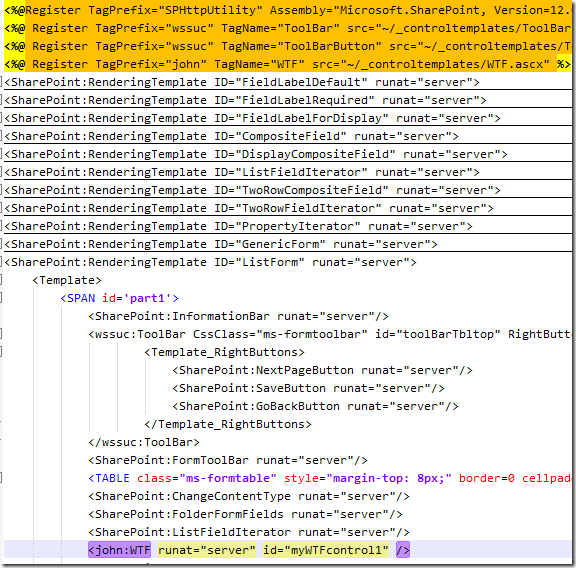 <%@Register TagPrefix="SPHttpUtility" Assembly="Microsoft.SharePoint, Version=12.
<%@ Register TagPrefix="wssuc" TagName="ToolBar" src="~/_controltemplates/ToolBar
<%@ Register TagPrefix="wssuc" TagName="ToolBarButton" src="~/_controltemplates/To
<%@ Register TagPrefix="john" TagName="WTF" src="~/_controltemplates/WTF.ascx" %>
<SharePoint:RenderingTemplate ID="FieldLabelDefault" runat="server">
<SharePoint:RenderingTemplate ID="FieldLabelRequired" runat="server">
<SharePoint:RenderingTemplate ID="FieldLabelForDisplay" runat="server">
<SharePoint:RenderingTemplate ID="CompositeField" runat="server">
<SharePoint:RenderingTemplate ID="DisplayCompositeField" runat="server">
<SharePoint:RenderingTemplate ID="ListFieldIterator" runat="server">
<SharePoint:RenderingTemplate ID="TwoRowCompositeField" runat="server">
<SharePoint:RenderingTemplate ID="TwoRowFieldIterator" runat="server">
<SharePoint:RenderingTemplate ID="PropertyIterator" runat="server">
<SharePoint:RenderingTemplate ID="GenericForm" runat="server">
<SharePoint:RenderingTemplate ID="ListForm" runat="server">
<Template>
<SPAN id='part1'>
<SharePoint:InformationBar runat="server"/>
<wssuc:ToolBar CssClass="ms-formtoolbar" id="toolBarTbltop" RightButto
<Template_RightButtons>
<SharePoint:NextPageButton runat="server"/>
<SharePoint:SaveButton runat="server"/>
<SharePoint:GoBackButton runat="server"/>
</Template_RightButtons>
</wssuc:ToolBar>
<SharePoint:FormToolBar runat="server"/>
<TABLE class="ms-formtable" style="margin-top: 8px;" border=0 cellpad
<SharePoint:ChangeContentType runat="server"/>
<SharePoint:FolderFormFields runat="server"/>
<SharePoint:ListFieldIterator runat="server"/>
<john:WTF runat="server" id="myWTFcontrol1" />